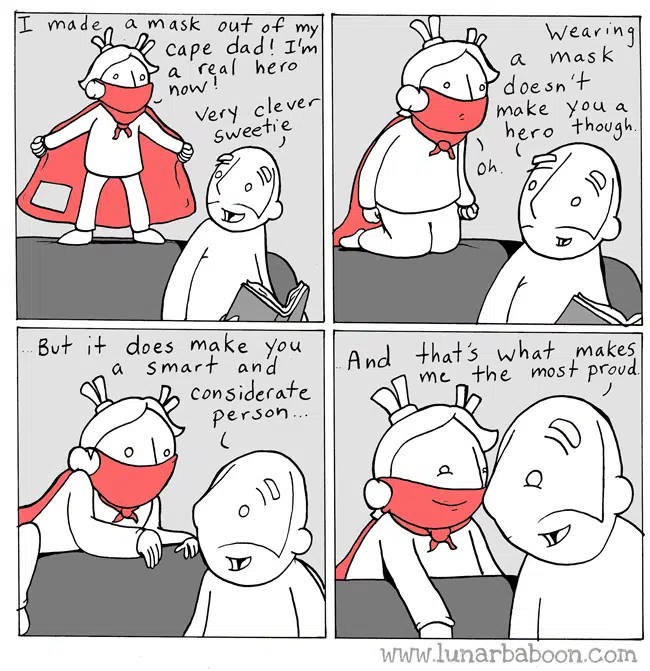 I made a mask out of my
cape dad! I'm
a real hero
now!
Very clever
sweetie
Wearing
a mask
doesn't
make you a
hero though.
Oh.
...But it does make you
a smart and
considerate
person...
...And that's what makes
me the most proud.
www.lunarbaboon.com